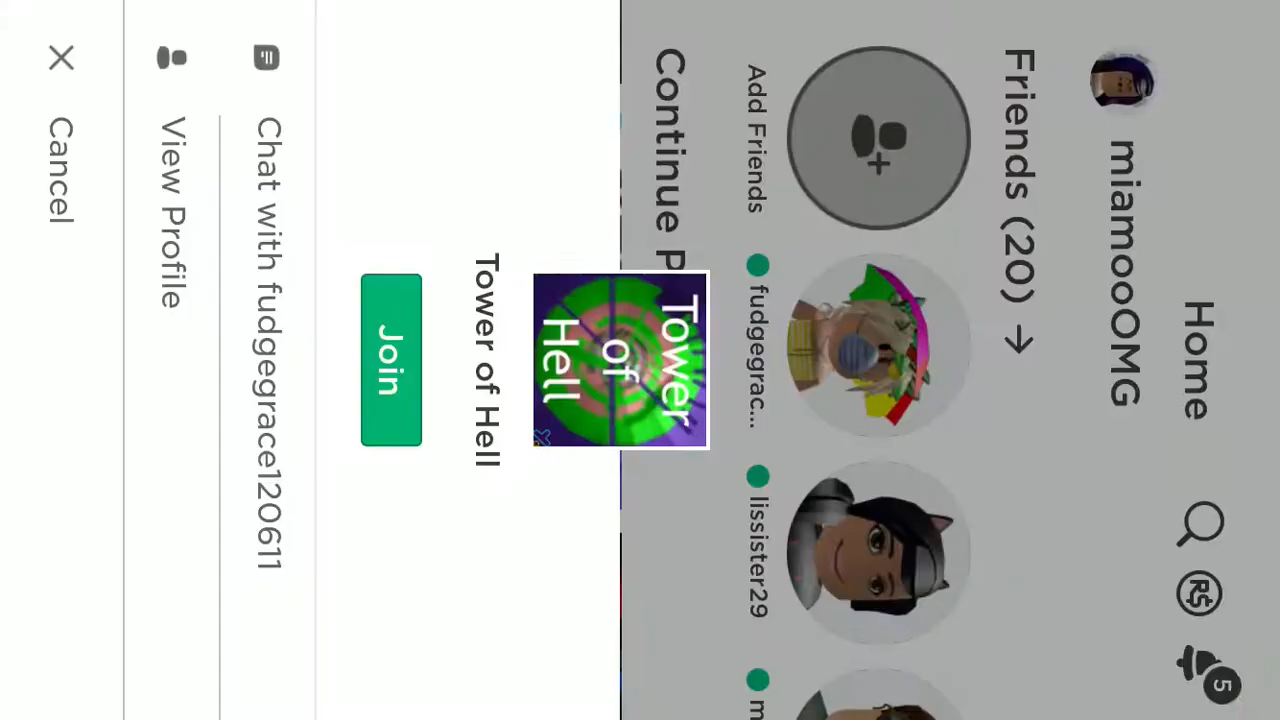 Home
R$
5
miamooOMG
Friends (20) →
Add Friends
fudgegrac...
lissister29
m
Continue P
Tower
of
Hell
Tower of Hell
Join
Chat with fudgegrace120611
View Profile
Cancel